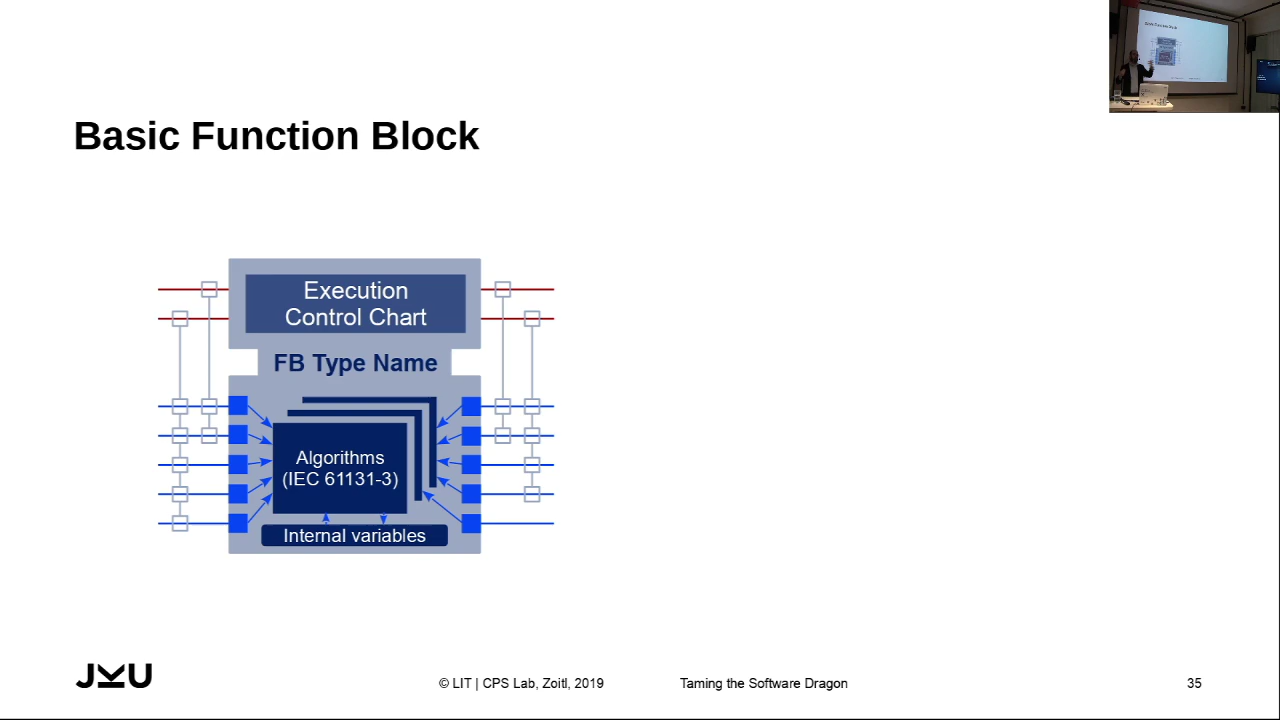 Basic Function Block
Execution
Control Chart
FB Type Name
Algorithms
(IEC 61131-3)
Internal variables
JKU
© LIT | CPS Lab, Zoitl, 2019
Taming the Software Dragon
35